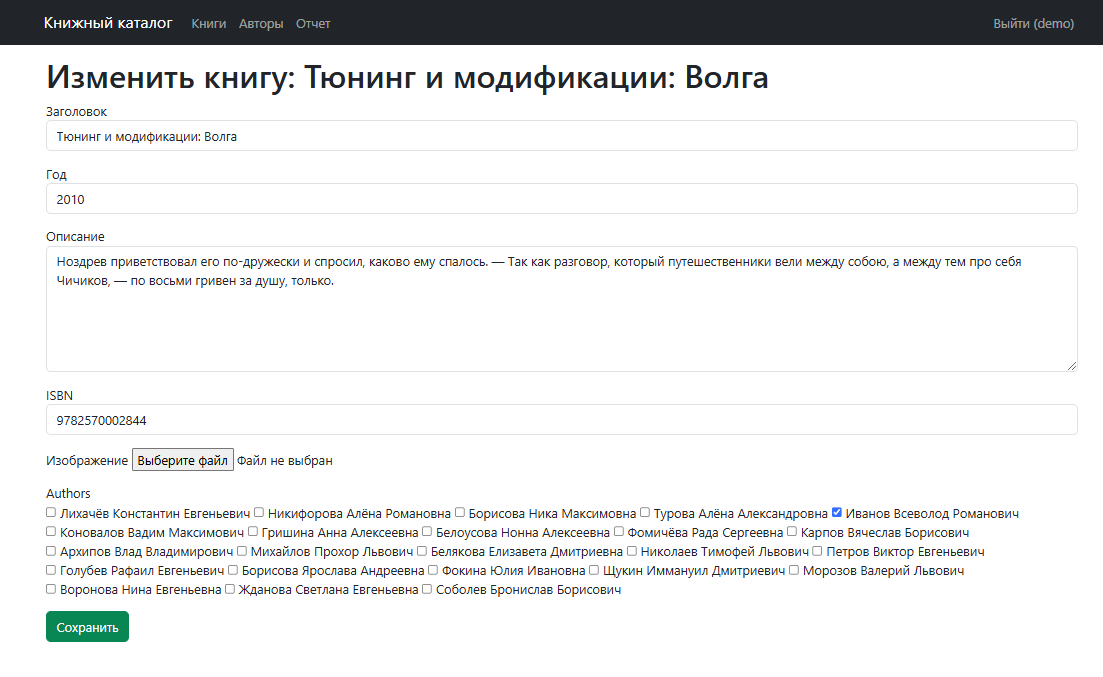 Книжный каталог Книги Авторы Отчет Выйти (demo)
Изменить книгу: Тюнинг и модификации: Волга
Заголовок
Тюнинг и модификации: Волга
Год
2010
Описание
Ноздрев приветствовал его по-дружески и спросил, каково ему спалось. — Так как разговор, который путешественники вели между собою, а между тем про себя
Чичиков, — по восьми гривен за душу, только.
ISBN
9782570002844
Изображение Выберите файл Файл не выбран
Authors
Лихачёв Константин Евгеньевич Никифорова Алёна Романовна Борисова Ника Максимовна Турова Алёна Александровна Иванов Всеволод Романович
Коновалов Вадим Максимович Гришина Анна Алексеевна Белоусова Нонна Алексеевна Фомичёва Рада Сергеевна Карпов Вячеслав Борисович
Архипов Влад Владимирович Михайлов Прохор Львович Белякова Елизавета Дмитриевна Николаев Тимофей Львович Петров Виктор Евгеньевич
Голубев Рафаил Евгеньевич Борисова Ярослава Андреевна Фокина Юлия Ивановна Щукин Иммануил Дмитриевич Морозов Валерий Львович
Воронова Нина Евгеньевна Жданова Светлана Евгеньевна Соболев Бронислав Борисович
Сохранить